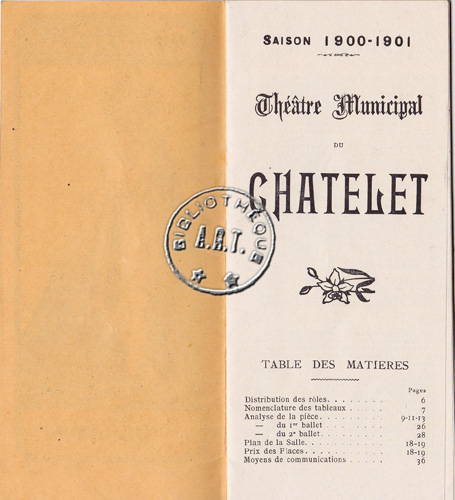 SAISON 1900-1901
Théâtre Municipal
DU
CHATELET
BIBLIOTHÈQUE
A.R.T.
TABLE DES MATIERES
Pages
Distribution des rôles. . . . . . . . 6
Nomenclature des tableaux . . . . . 7
Analyse de la pièce. . . . . . . . . 9-11-13
— du 1er ballet . . . . . . . . 26
— du 2e ballet. . . . . . . . . 28
Plan de la Salle. . . . . . . . . . 18-19
Prix des Places. . . . . . . . . . 18-19
Moyens de communications . . . . . 36